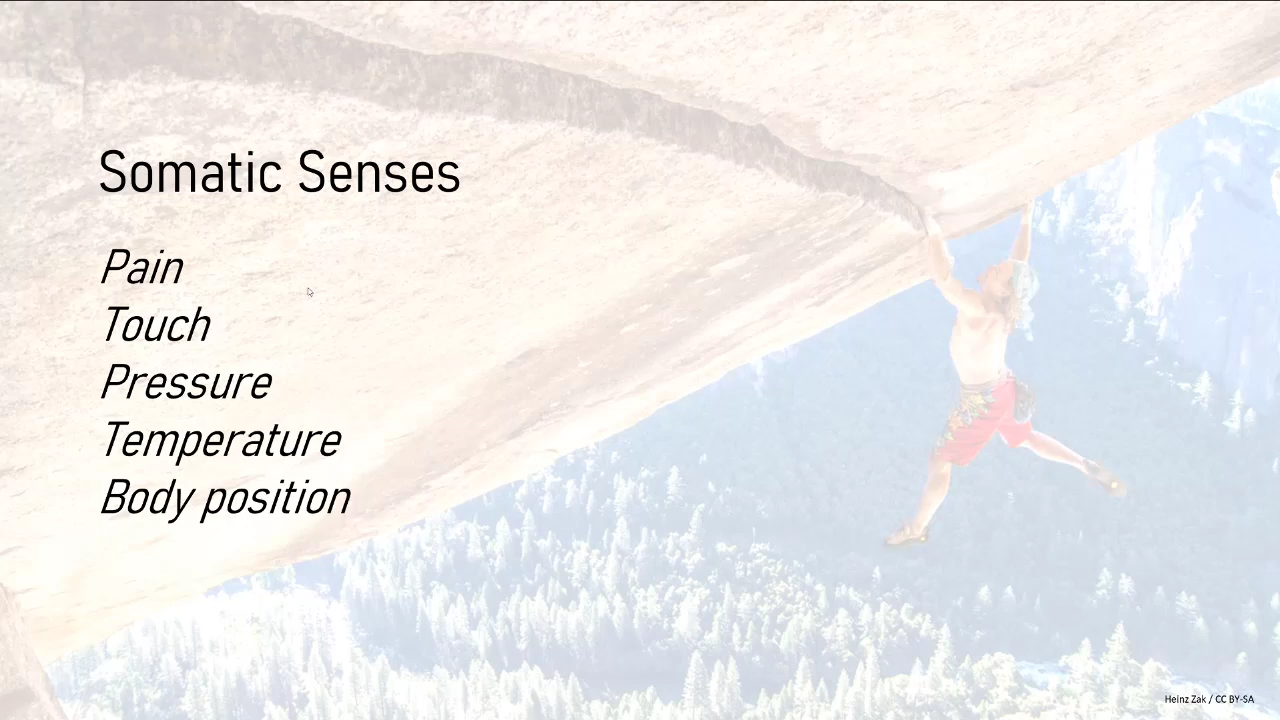 Somatic Senses
Pain
Touch
Pressure
Temperature
Body position
Heinz Zak / CC BY-SA